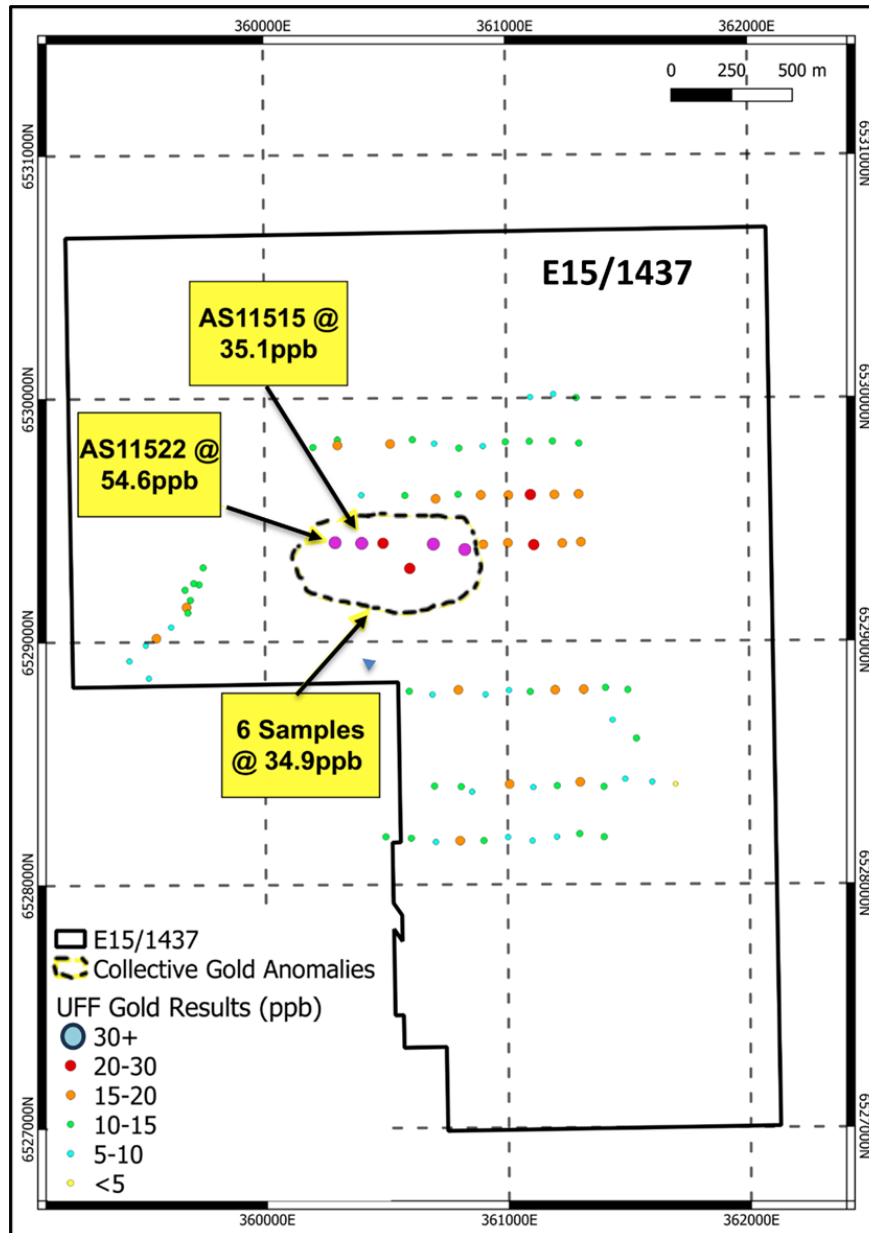 360000E
361000E
362000E
0 250 500 m
6531000N
6531000N
E15/1437
AS11515 @
35.1ppb
6530000N
6530000N
AS11522 @
54.6ppb
6529000N
6529000N
6 Samples
@ 34.9ppb
6528000N
6528000N
E15/1437
Collective Gold Anomalies
UFF Gold Results (ppb)
30+
20-30
15-20
10-15
5-10
<5
6527000N
6527000N
360000E
361000E
362000E